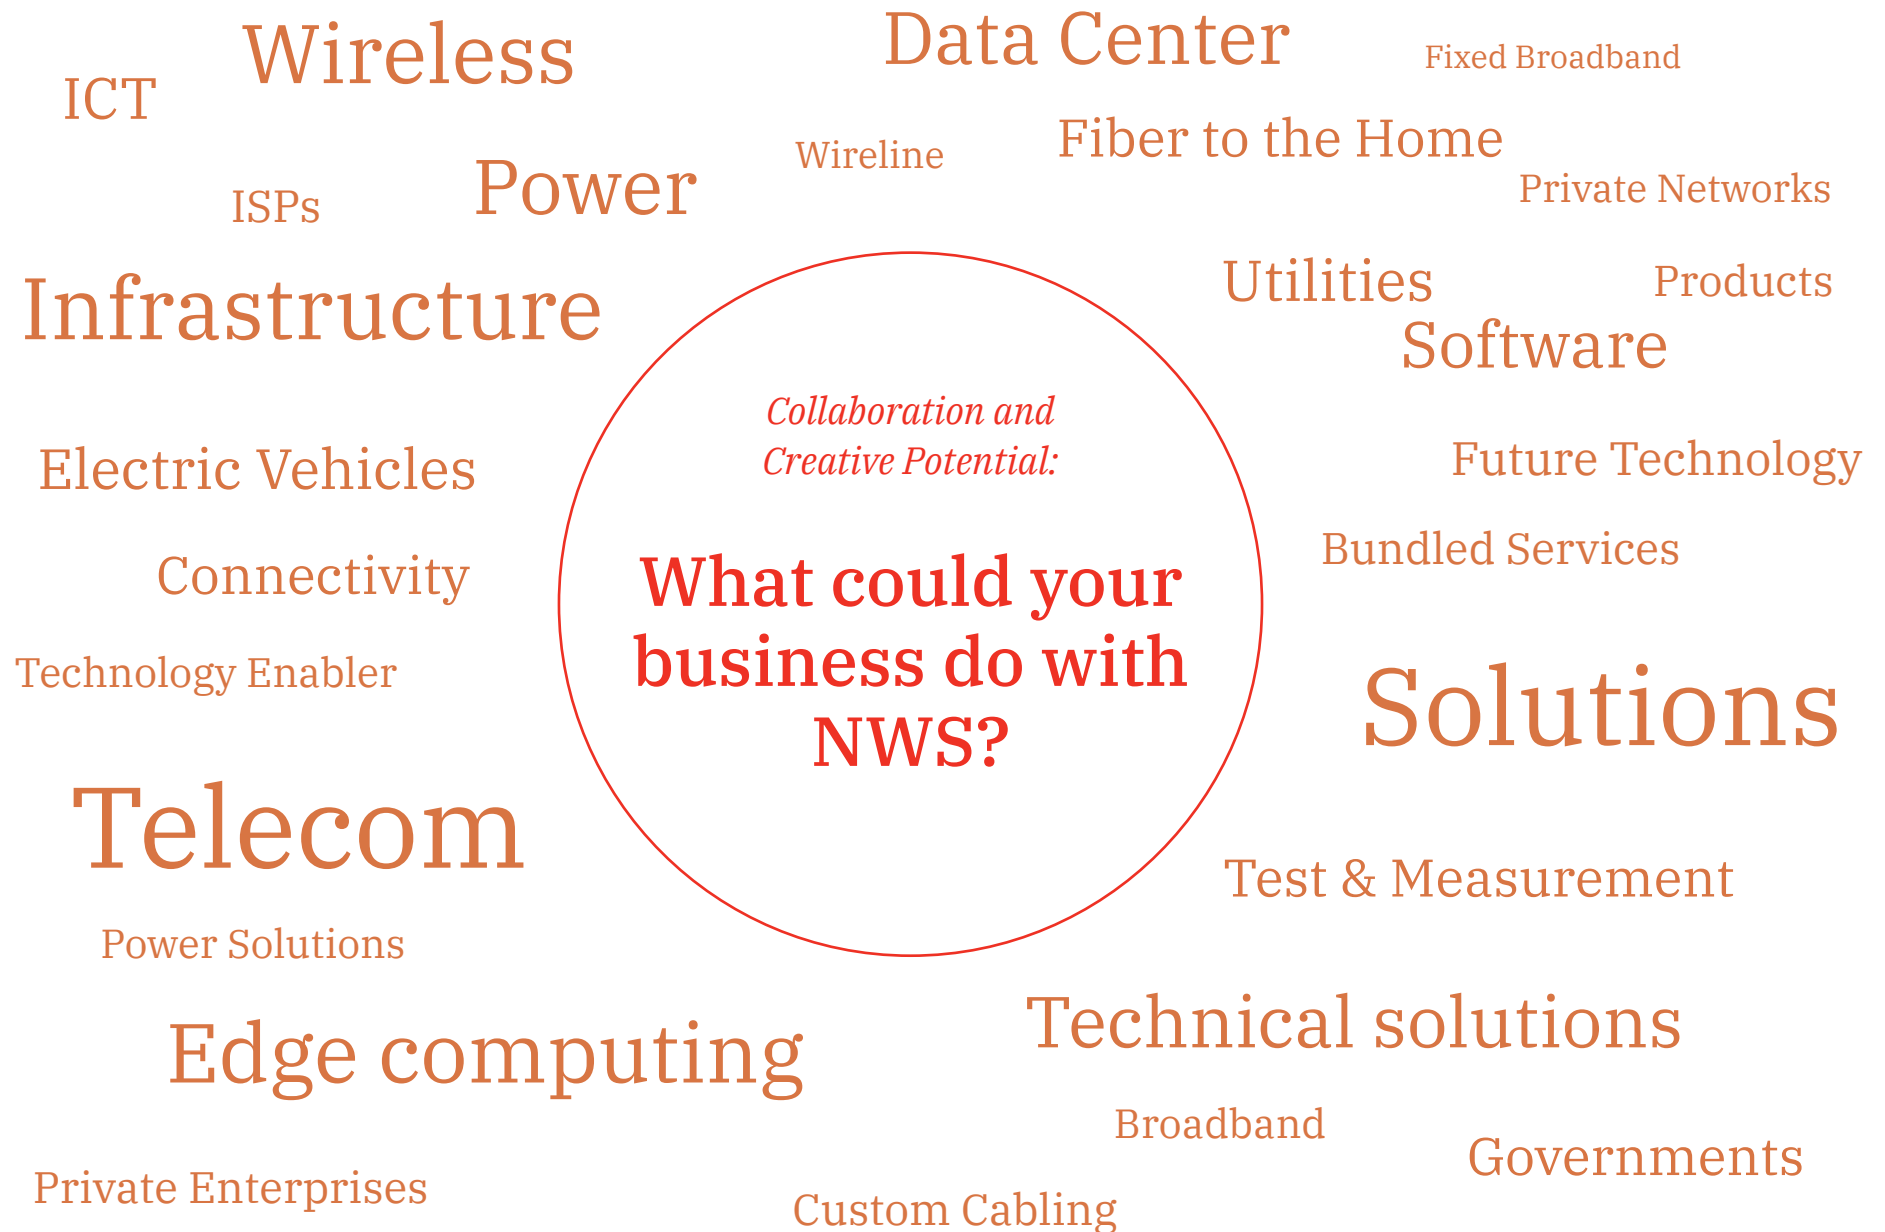 Wireless
Data Center
Fixed Broadband
ICT
Fiber to the Home
Wireline
Power
Private Networks
ISPs
Utilities
Products
Infrastructure
Software
Collaboration and
Creative Potential:
Electric Vehicles
Future Technology
Bundled Services
Connectivity
What could your
business do with
NWS?
Technology Enabler
Solutions
Telecom
Test & Measurement
Power Solutions
Technical solutions
Edge computing
Broadband
Governments
Private Enterprises
Custom Cabling